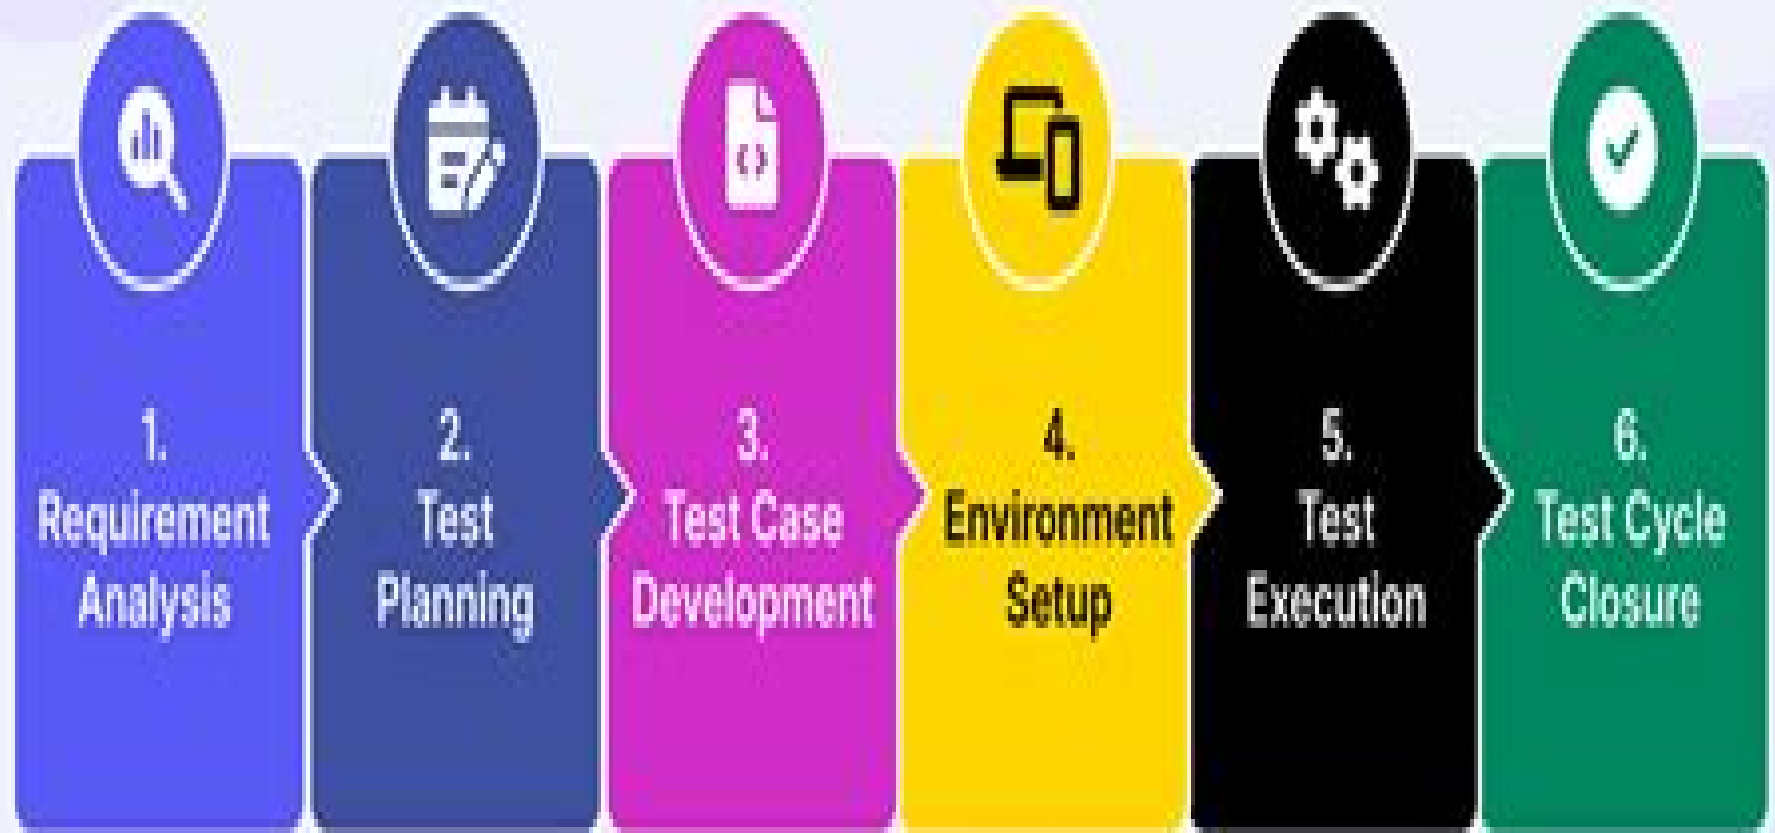 1.
Requirement
Analysis
2.
Test
Planning
3.
Test Case
Development
4.
Environment
Setup
5.
Test
Execution
6.
Test Cycle
Closure